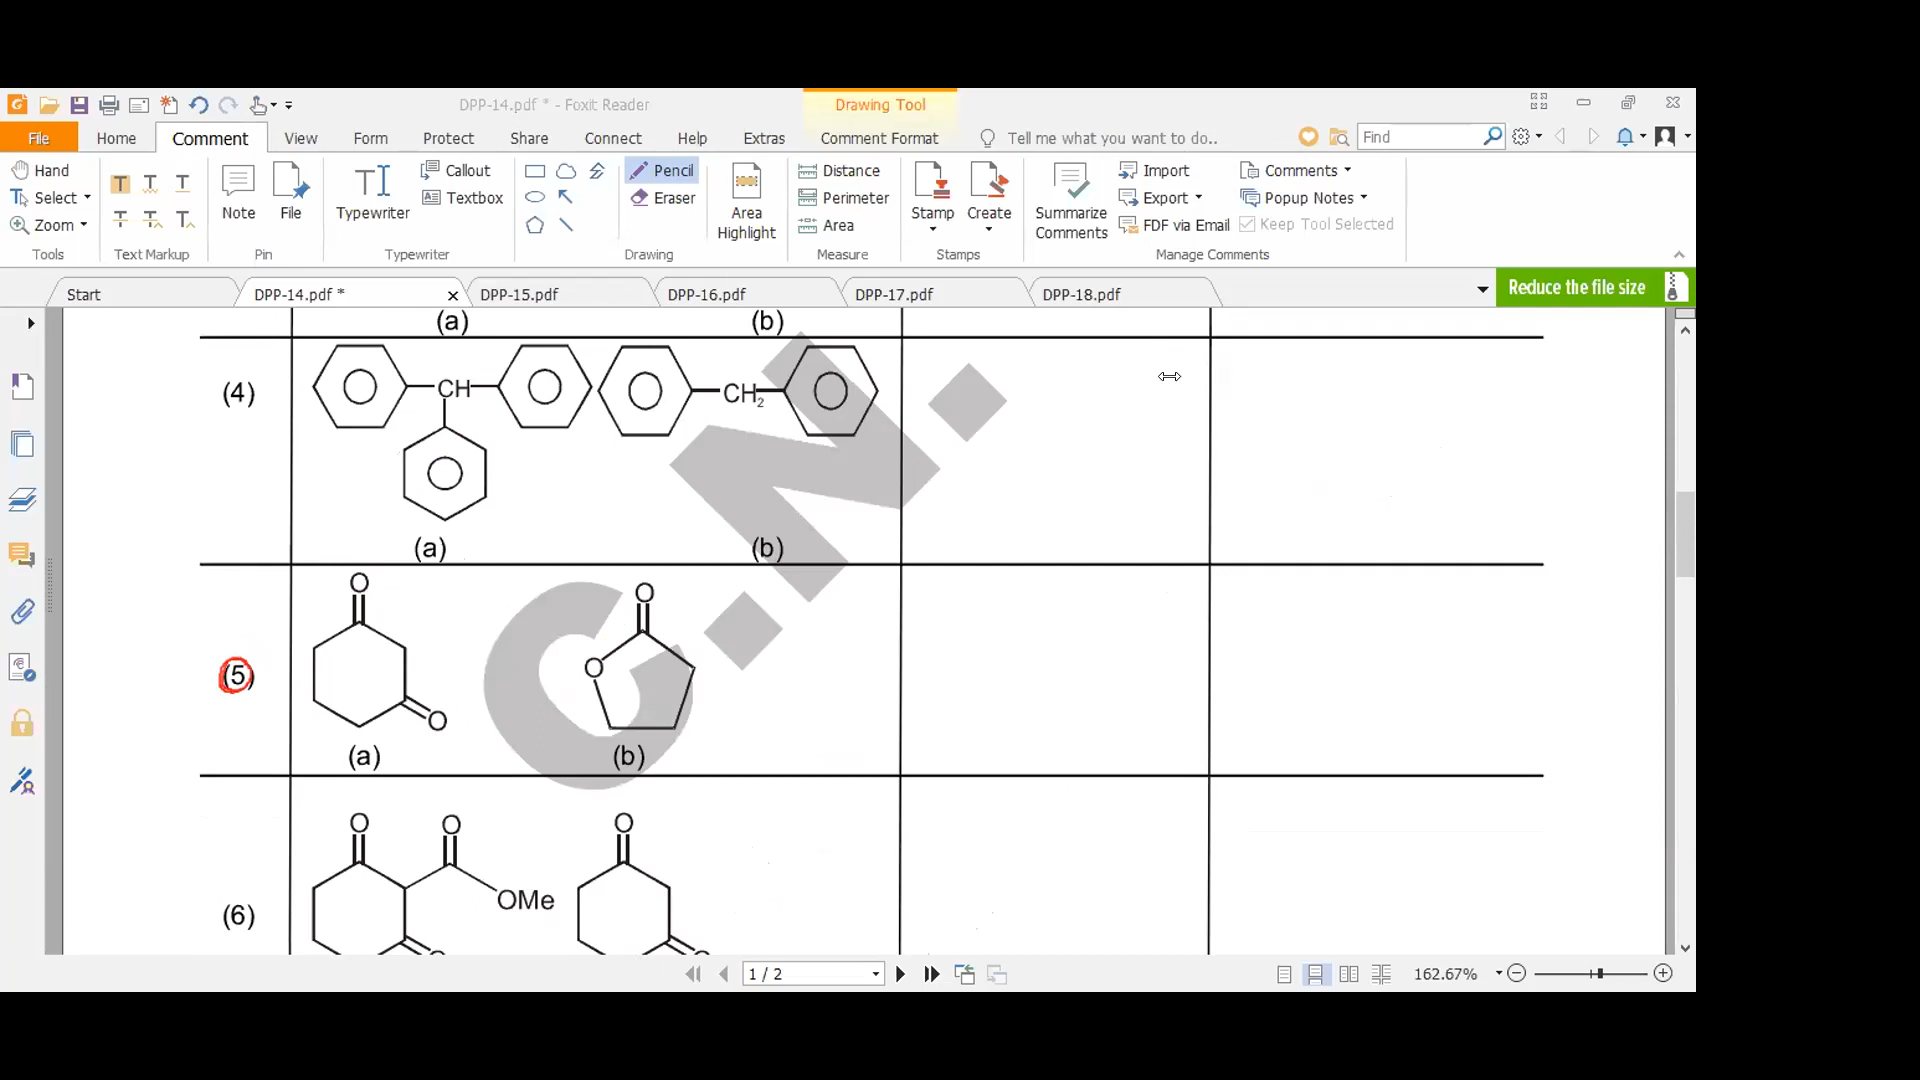 DPP-14.pdf * - Foxit Reader
Drawing Tool
File Home Comment View Form Protect Share Connect Help Extras Comment Format Tell me what you want to do.. Find
Hand
Select
Zoom
Tools
Text Markup
Note File
Pin
Typewriter
Callout
Textbox
Typewriter
Pencil
Eraser
Drawing
Area
Highlight
Distance
Perimeter
Area
Measure
Stamp Create
Stamps
Summarize
Comments
Import
Export
FDF via Email
Comments
Popup Notes
Keep Tool Selected
Manage Comments
Start DPP-14.pdf * DPP-15.pdf DPP-16.pdf DPP-17.pdf DPP-18.pdf Reduce the file size
(a) (b)
(4) CH CH2
(a) (b)
O O
(5) O O
(a) (b)
O O O
(6) OMe
C.N.
1 / 2 162.67%